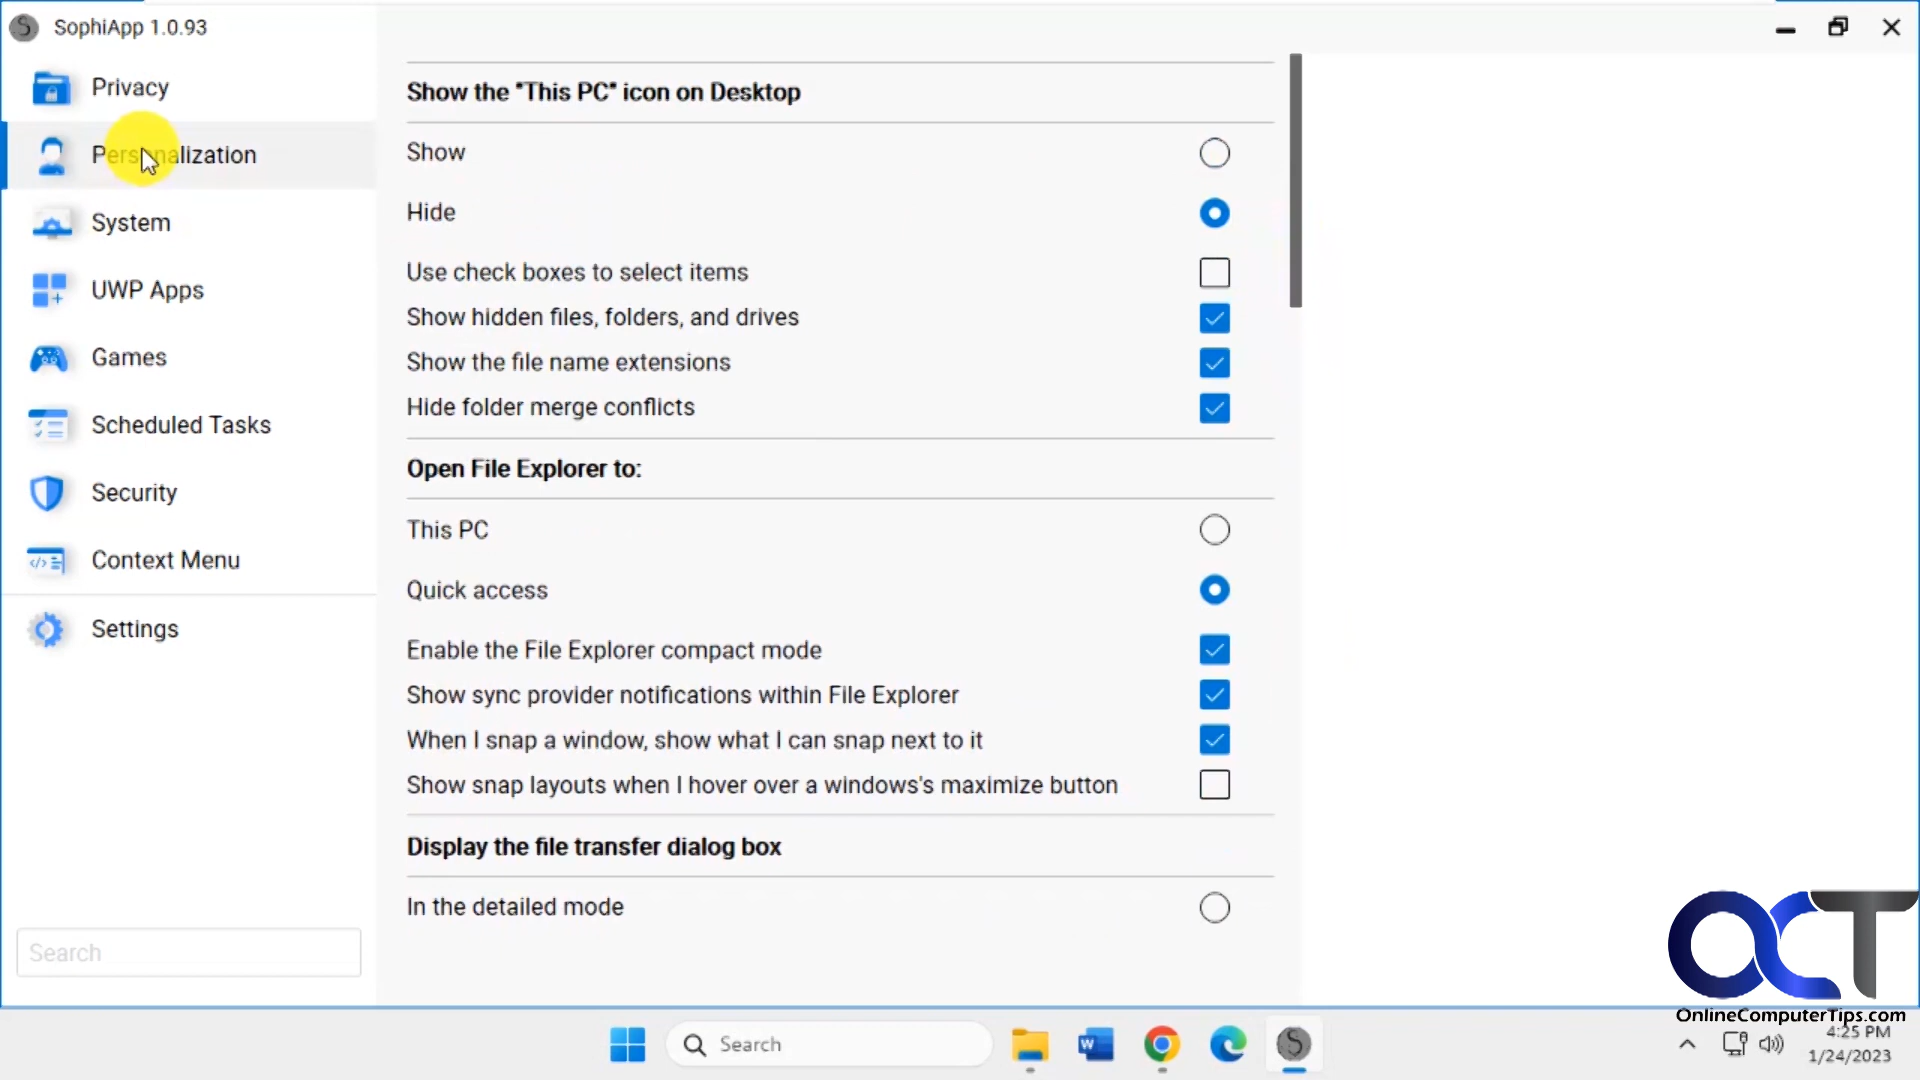 SophiApp 1.0.93
Privacy
Personalization
System
UWP Apps
Games
Scheduled Tasks
Security
Context Menu
Settings
Search
Show the "This PC" icon on Desktop
Show
Hide
Use check boxes to select items
Show hidden files, folders, and drives
Show the file name extensions
Hide folder merge conflicts
Open File Explorer to:
This PC
Quick access
Enable the File Explorer compact mode
Show sync provider notifications within File Explorer
When I snap a window, show what I can snap next to it
Show snap layouts when I hover over a windows's maximize button
Display the file transfer dialog box
In the detailed mode
OCT
OnlineComputerTips.com
Search
4:25 PM
1/24/2023